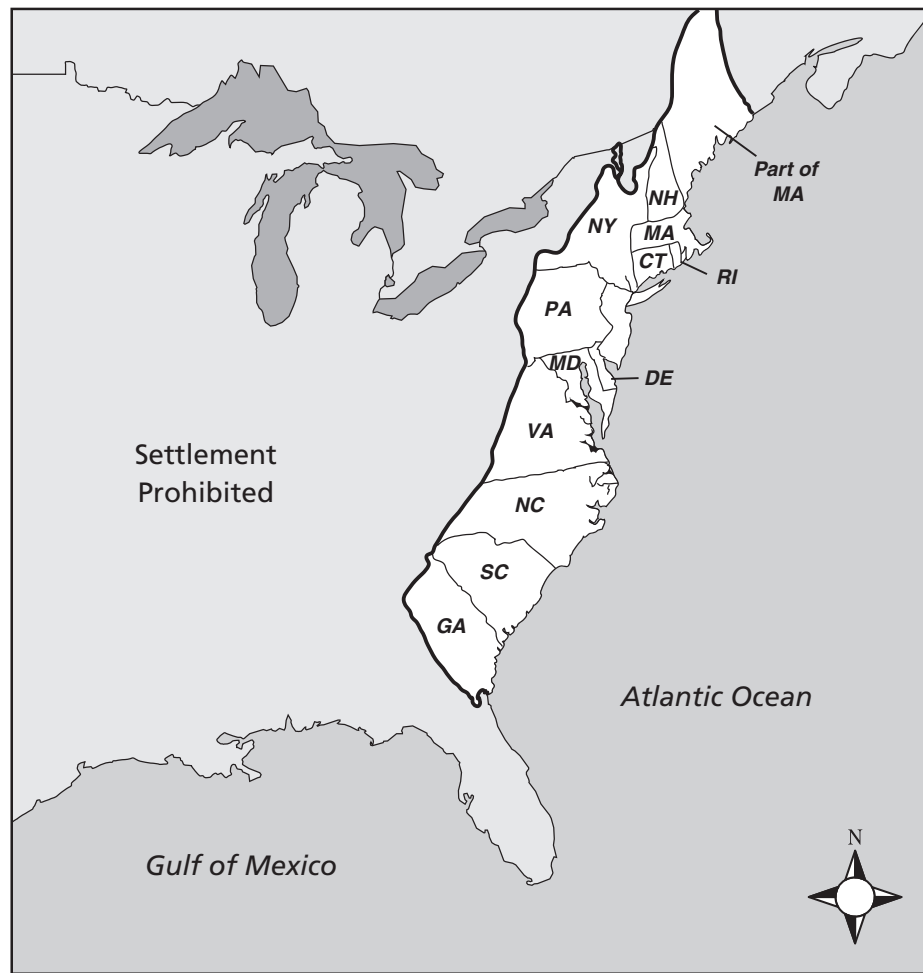 Part of
MA
NH
NY
MA
CT
RI
PA
MD
DE
VA
Settlement
Prohibited
NC
SC
GA
Atlantic Ocean
Gulf of Mexico
N